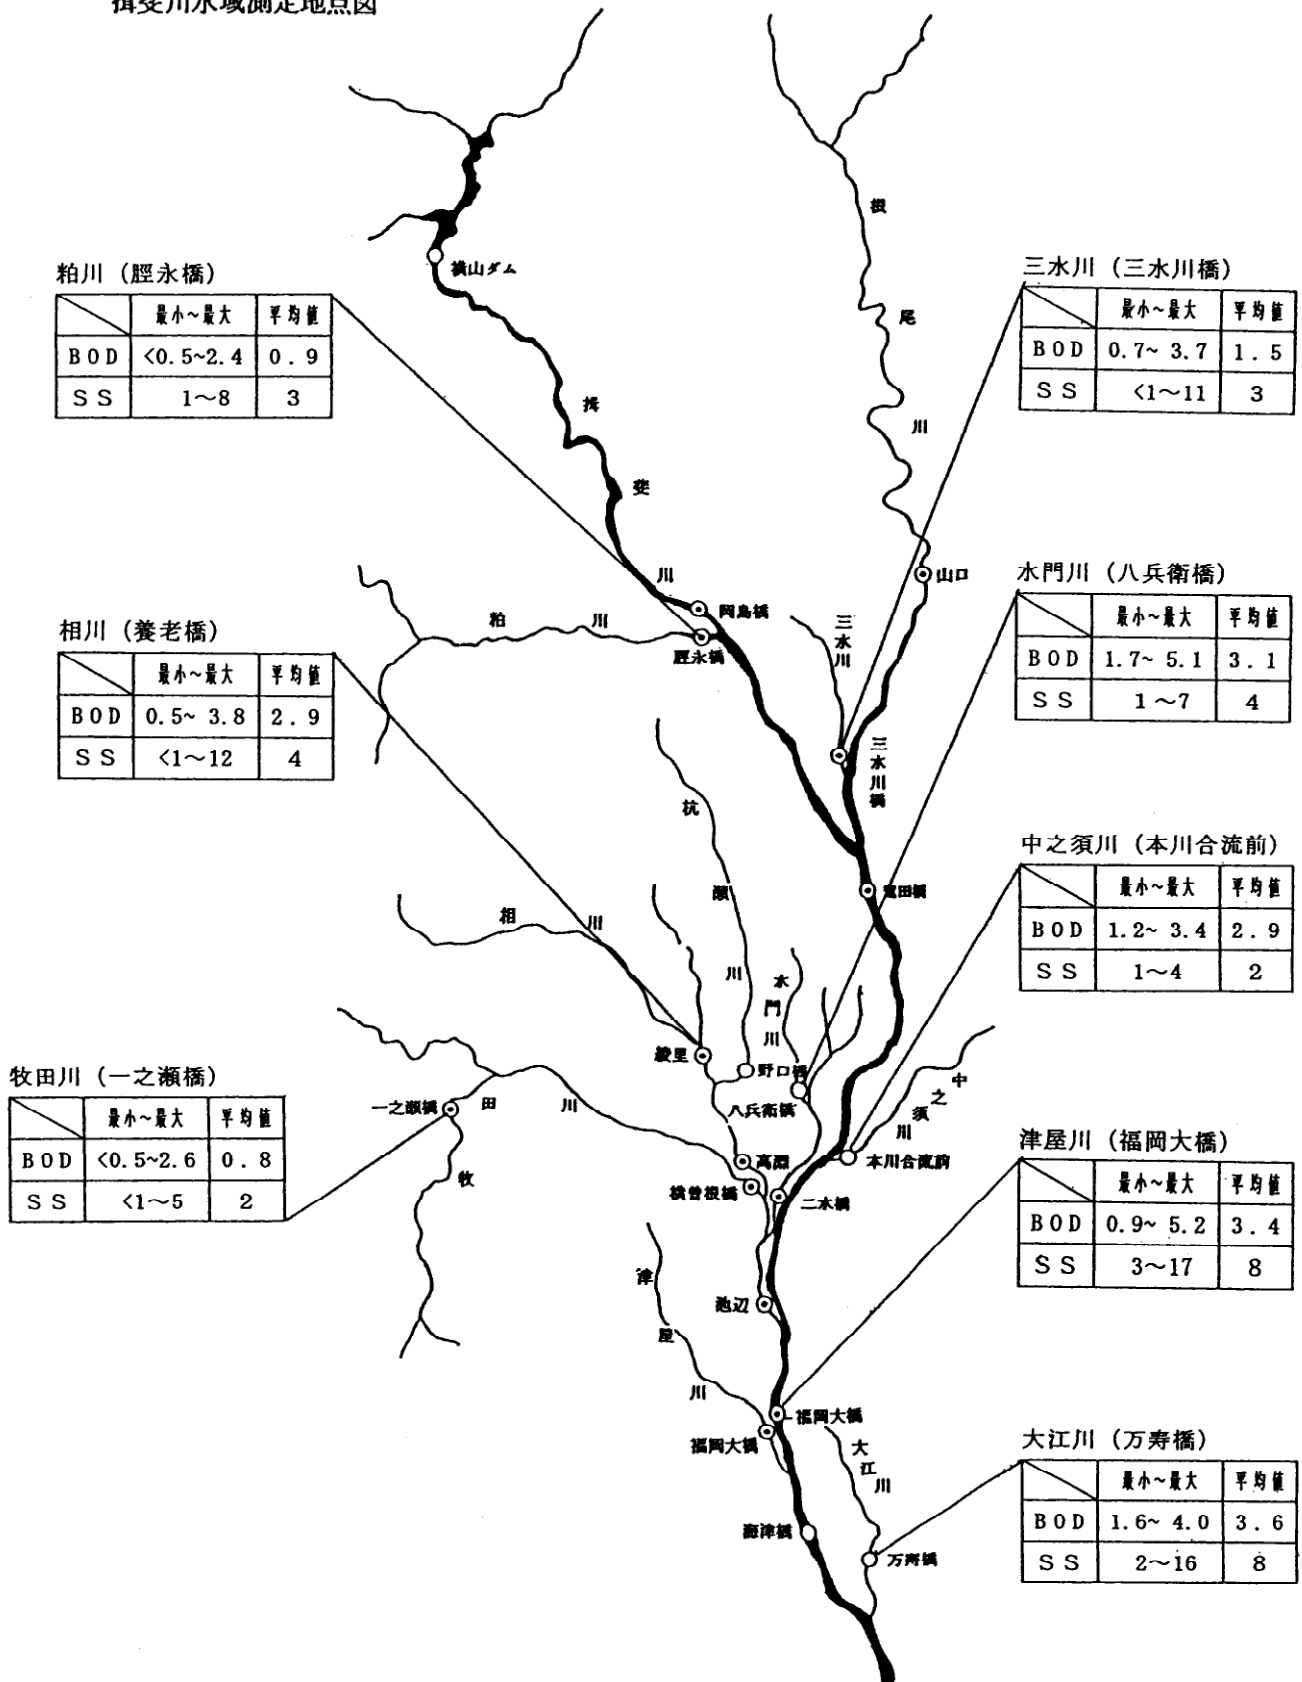 揖斐川水域測定地点図
横山ダム
根
尾
川
揖
斐
川
粕川(脛永橋)
最小~最大 平均値
BOD <0.5~2.4 0.9
SS 1~8 3
三水川(三水川橋)
最小~最大 平均値
BOD 0.7~3.7 1.5
SS <1~11 3
山口
岡島橋
脛永橋
粕川
三水川
三水川橋
相川(養老橋)
最小~最大 平均値
BOD 0.5~3.8 2.9
SS <1~12 4
水門川(八兵衛橋)
最小~最大 平均値
BOD 1.7~5.1 3.1
SS 1~7 4
杭
瀬
川
相川
水
門
川
中之須川(本川合流前)
最小~最大 平均値
BOD 1.2~3.4 2.9
SS 1~4 2
綾里
野口橋
八兵衛橋
中之須川
牧田川(一之瀬橋)
最小~最大 平均値
BOD <0.5~2.6 0.8
SS <1~5 2
一之瀬橋
田川
牧
高淵
横曽根橋
二水橋
本川合流前
津屋川(福岡大橋)
最小~最大 平均値
BOD 0.9~5.2 3.4
SS 3~17 8
津
屋
川
池辺
福岡大橋
福岡大橋
大江川
海津橋
万寿橋
大江川(万寿橋)
最小~最大 平均値
BOD 1.6~4.0 3.6
SS 2~16 8